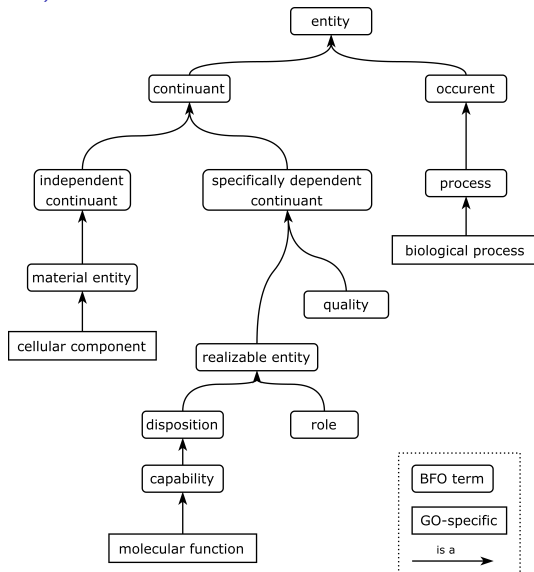 entity
continuant
occurent
independent
continuant
specifically dependent
continuant
process
biological process
material entity
quality
cellular component
realizable entity
disposition
role
capability
molecular function
BFO term
GO-specific
is a